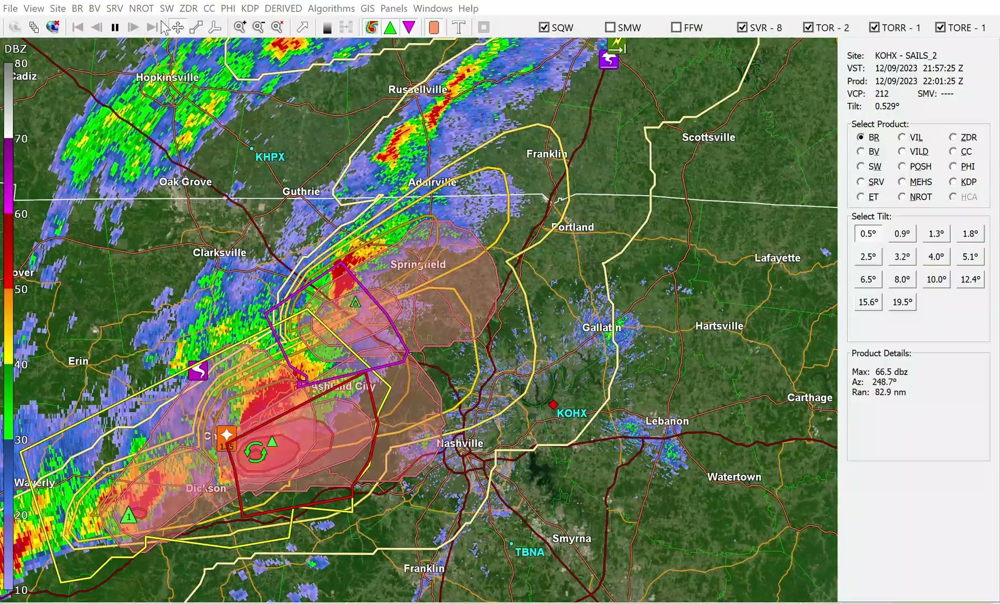 File View Site BR BV SRV NROT SW ZDR CC PHI KDP DERIVED Algorithms GIS Panels Windows Help
SQW SMW FFW SVR - 8 TOR - 2 TORR - 1 TORE - 1
DBZ
80
70
60
50
40
30
20
10
Cadiz
Hopkinsville
Russellville
Scottsville
Franklin
KHPX
Oak Grove
Guthrie
Adairville
Portland
Clarksville
Springfield
Lafayette
over
Gallatin
Hartsville
Erin
Ashland City
Carthage
KOHX
Lebanon
Ch
Nashville
Waverly
Dickson
Watertown
1
Smyrna
TBNA
Franklin
Site: KOHX - SAILS_2
VST: 12/09/2023 21:57:25 Z
Prod: 12/09/2023 22:01:25 Z
VCP: 212 SMV: ----
Tilt: 0.529°
Select Product:
BR VIL ZDR
BV VILD CC
SW POSH PHI
SRV MEHS KDP
ET NROT HCA
Select Tilt:
0.5° 0.9° 1.3° 1.8°
2.5° 3.2° 4.0° 5.1°
6.5° 8.0° 10.0° 12.4°
15.6° 19.5°
Product Details:
Max: 66.5 dbz
Az: 248.7°
Ran: 82.9 nm